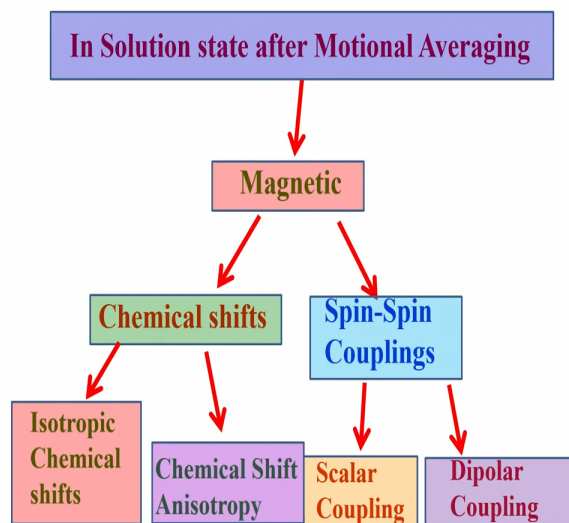 In Solution state after Motional Averaging
Magnetic
Chemical shifts
Spin-Spin
Couplings
Isotropic
Chemical
shifts
Chemical Shift
Anisotropy
Scalar
Coupling
Dipolar
Coupling